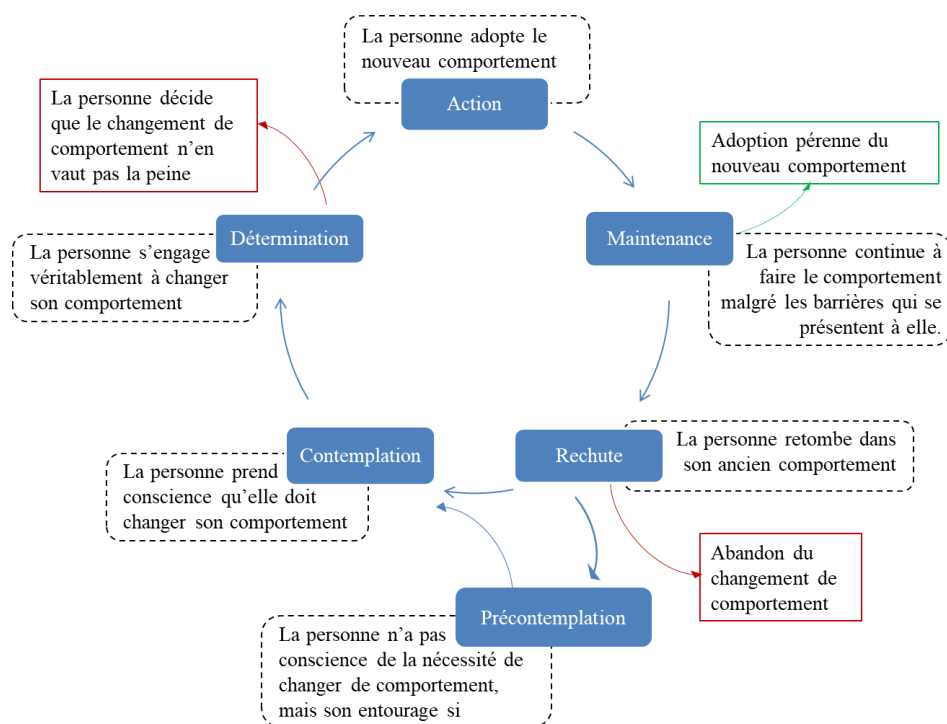 La personne adopte le
nouveau comportement
Action
La personne décide
que le changement de
comportement n'en
vaut pas la peine
Adoption pérenne du
nouveau comportement
Détermination
La personne s'engage
véritablement à changer
son comportement
Maintenance
La personne continue à
faire le comportement
malgré les barrières qui se
présentent à elle.
Contemplation
La personne prend
conscience qu'elle doit
changer son comportement
Rechute
La personne retombe dans
son ancien comportement
Abandon du
changement de
comportement
Précontemplation
La personne n'a pas
conscience de la nécessité de
changer de comportement,
mais son entourage si